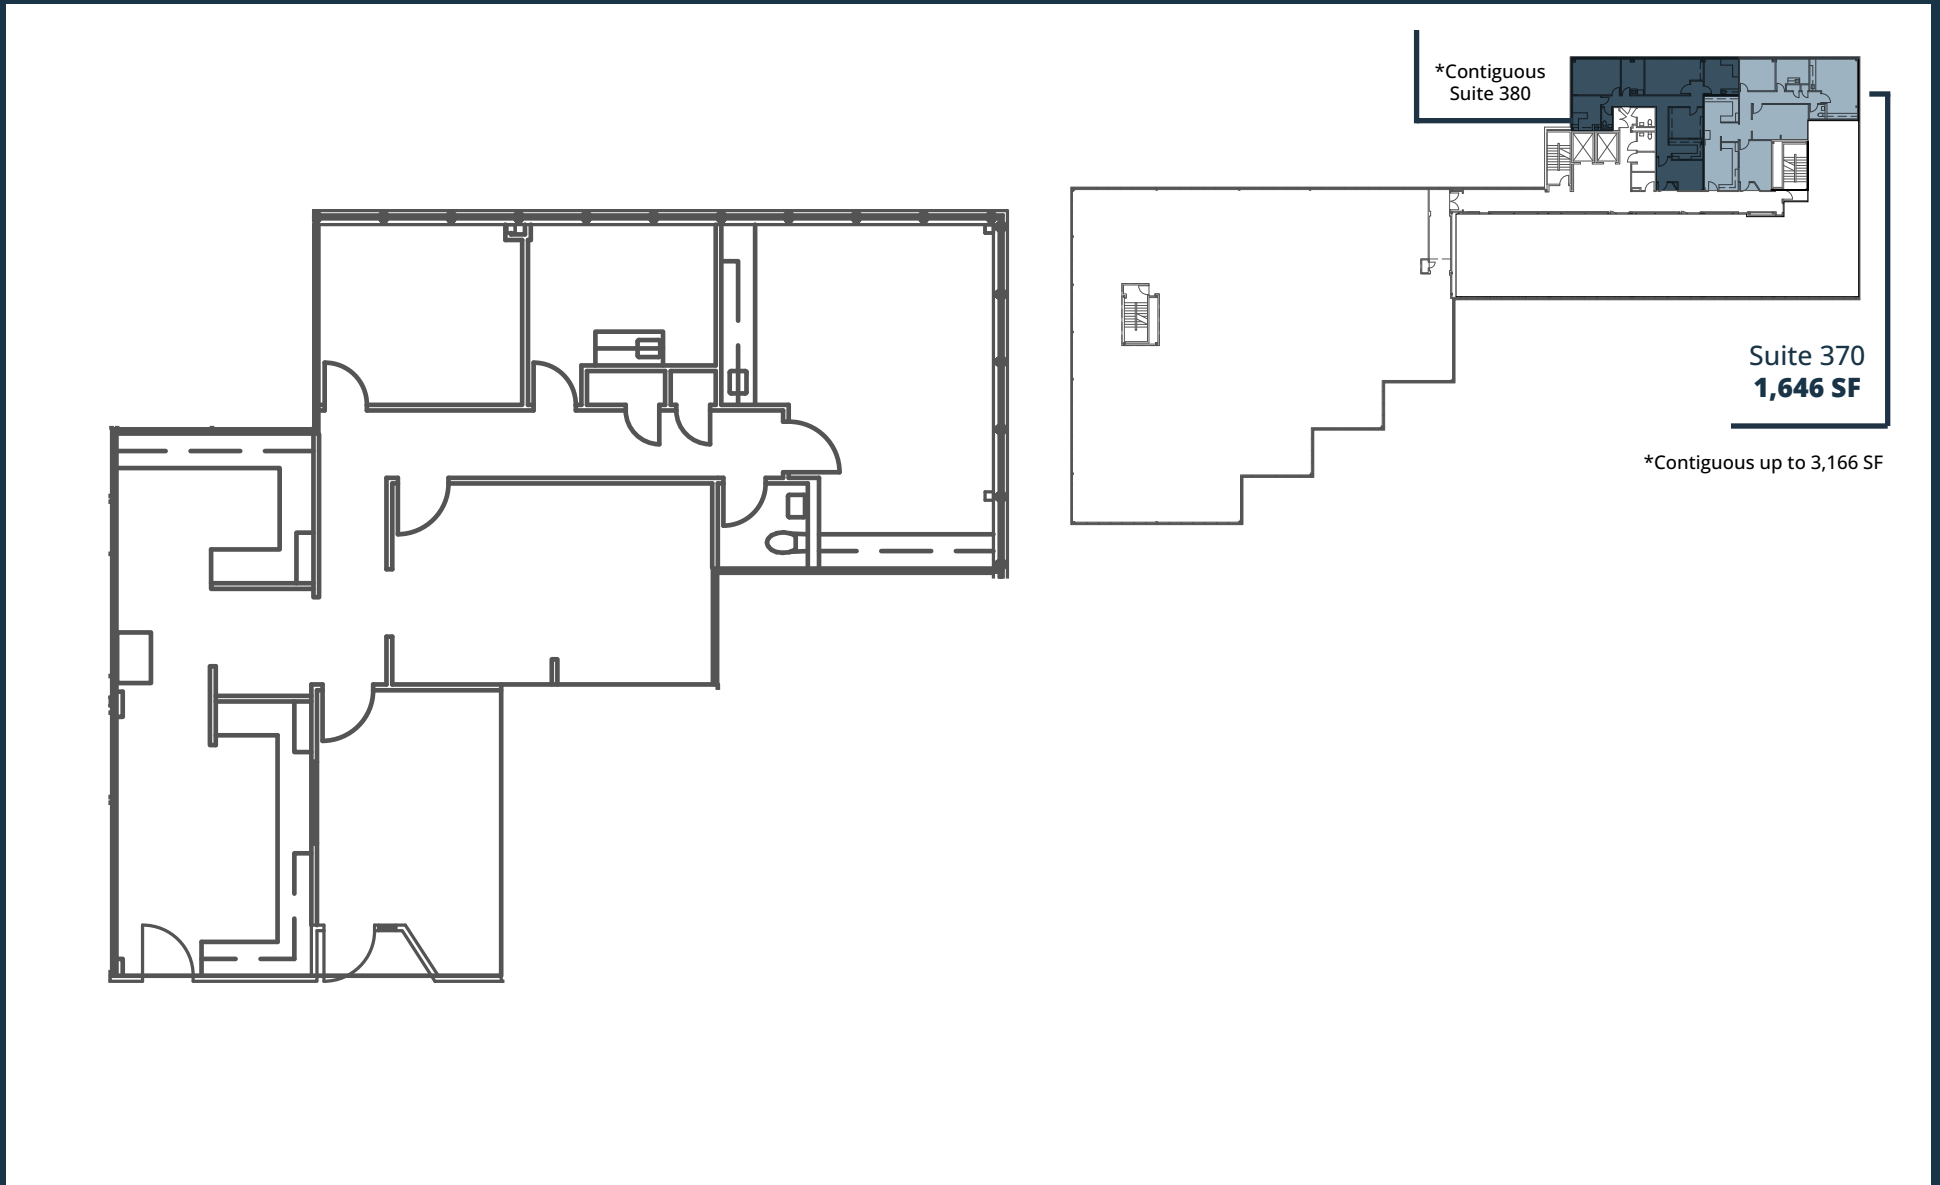 *Contiguous
Suite 380
Suite 370
1,646 SF
*Contiguous up to 3,166 SF